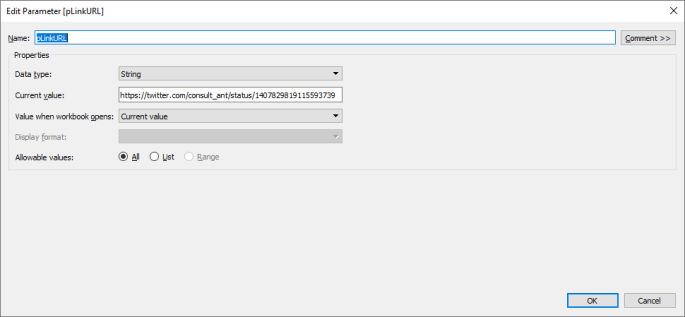 Edit Parameter [pLinkURL]
Name: pLinkURL Comment >>
Properties
Data type: String
Current value: https://twitter.com/consult_ant/status/1407829819115593739
Value when workbook opens: Current value
Display format:
Allowable values: All List Range
OK Cancel